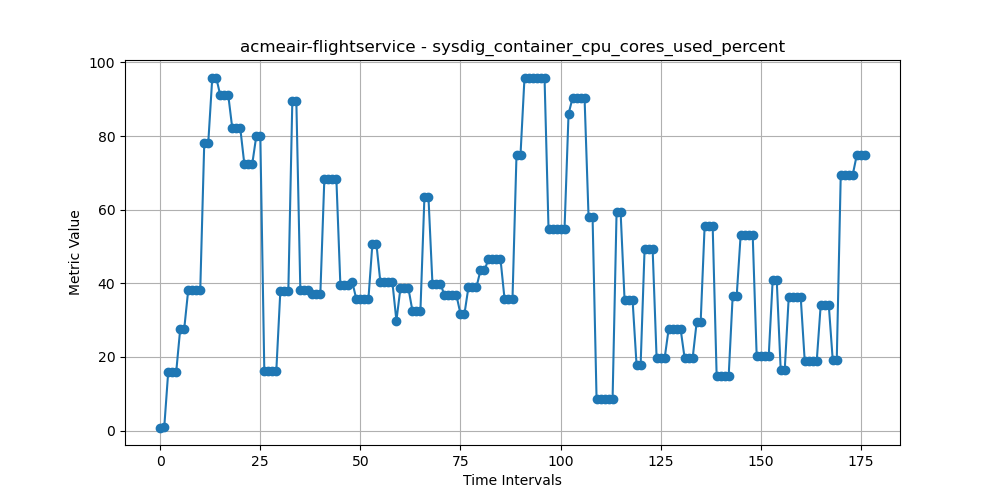 acmeair-flightservice - sysdig_container_cpu_cores_used_percent
100
80
60
40
20
0
Metric Value
0 25 50 75 100 125 150 175
Time Intervals